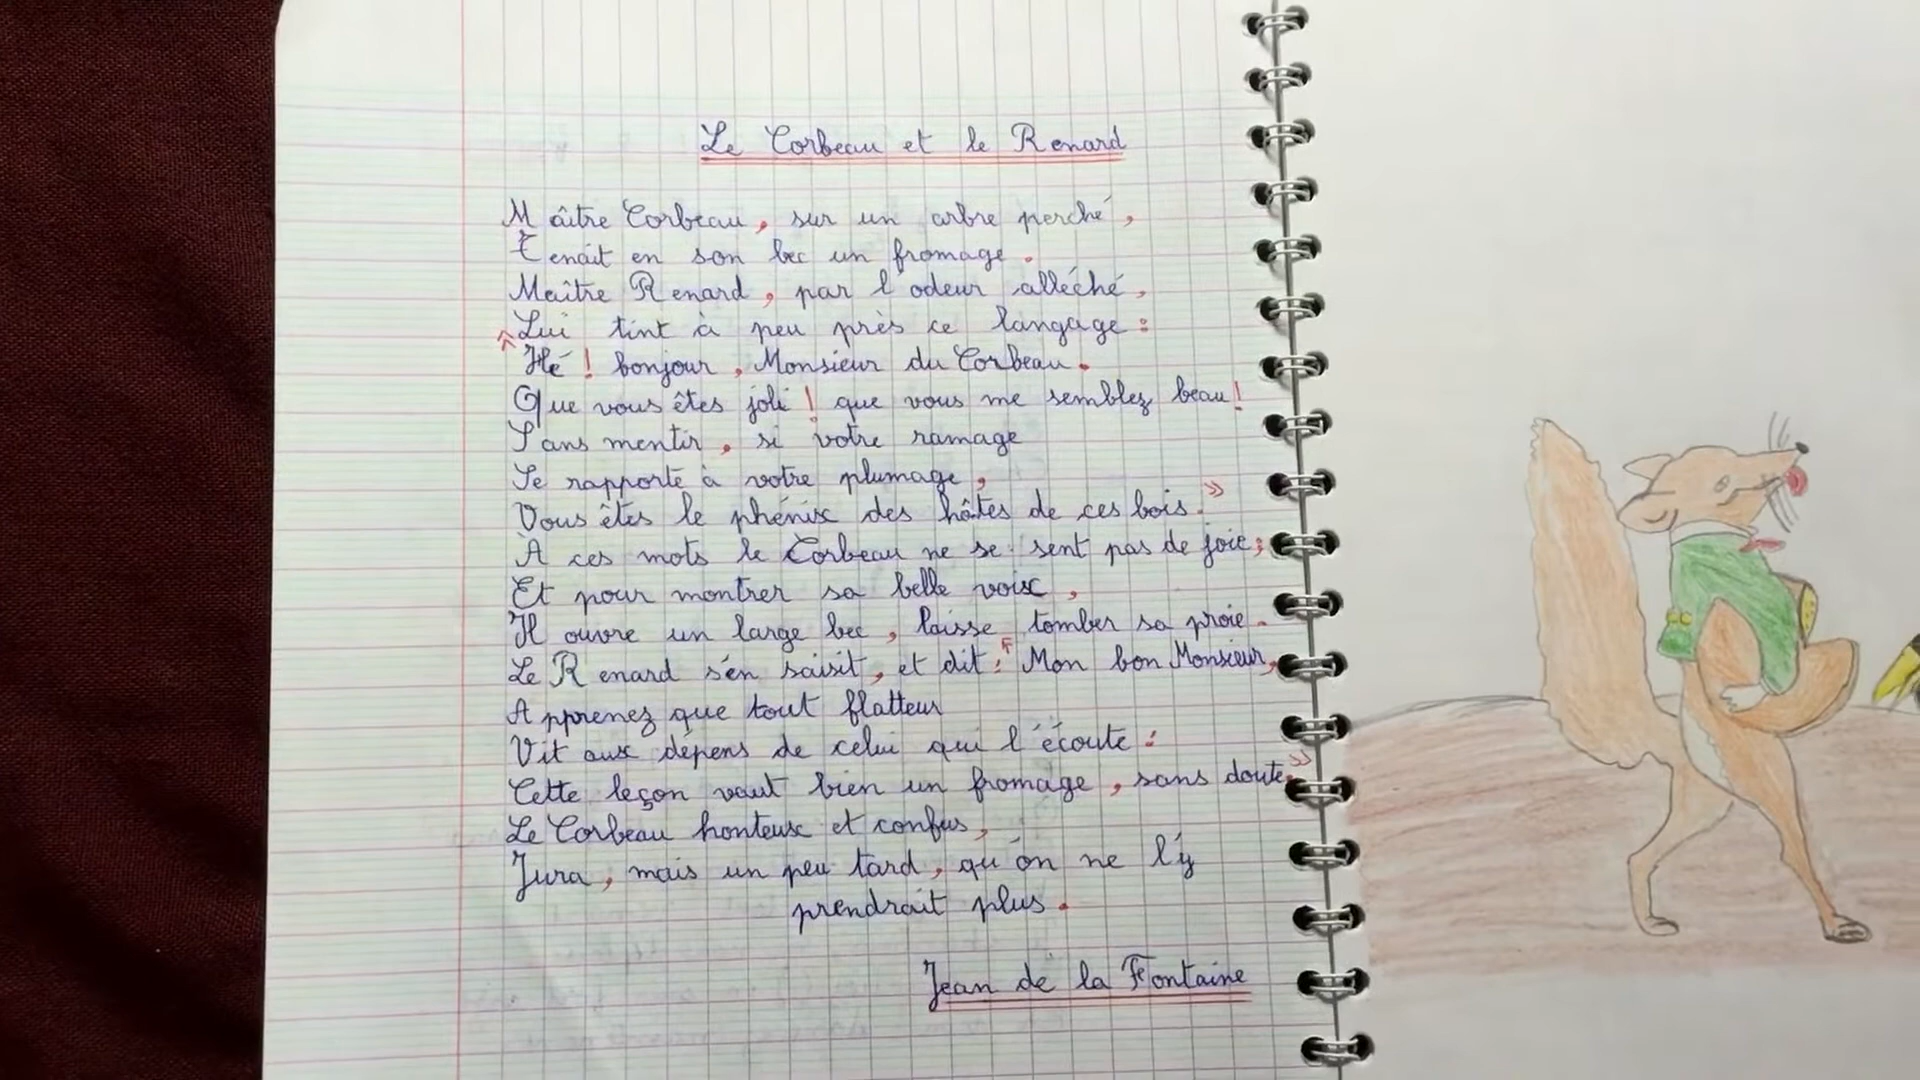 Le Corbeau et le Renard
Maître Corbeau, sur un arbre perché,
Tenait en son bec un fromage.
Maître Renard, par l'odeur alléché,
«Lui tint à peu près ce langage :
Hé ! bonjour, Monsieur du Corbeau.
Que vous êtes joli ! que vous me semblez beau !
Sans mentir, si votre ramage
Se rapporte à votre plumage,
Vous êtes le phénix des hôtes de ces bois.»
À ces mots le Corbeau ne se sent pas de joie ;
Et pour montrer sa belle voix,
Il ouvre un large bec, laisse tomber sa proie.
Le Renard s'en saisit, et dit : «Mon bon Monsieur,
Apprenez que tout flatteur
Vit aux dépens de celui qui l'écoute :
Cette leçon vaut bien un fromage, sans doute.»
Le Corbeau honteux et confus,
Jura, mais un peu tard, qu'on ne l'y
prendrait plus.
Jean de la Fontaine